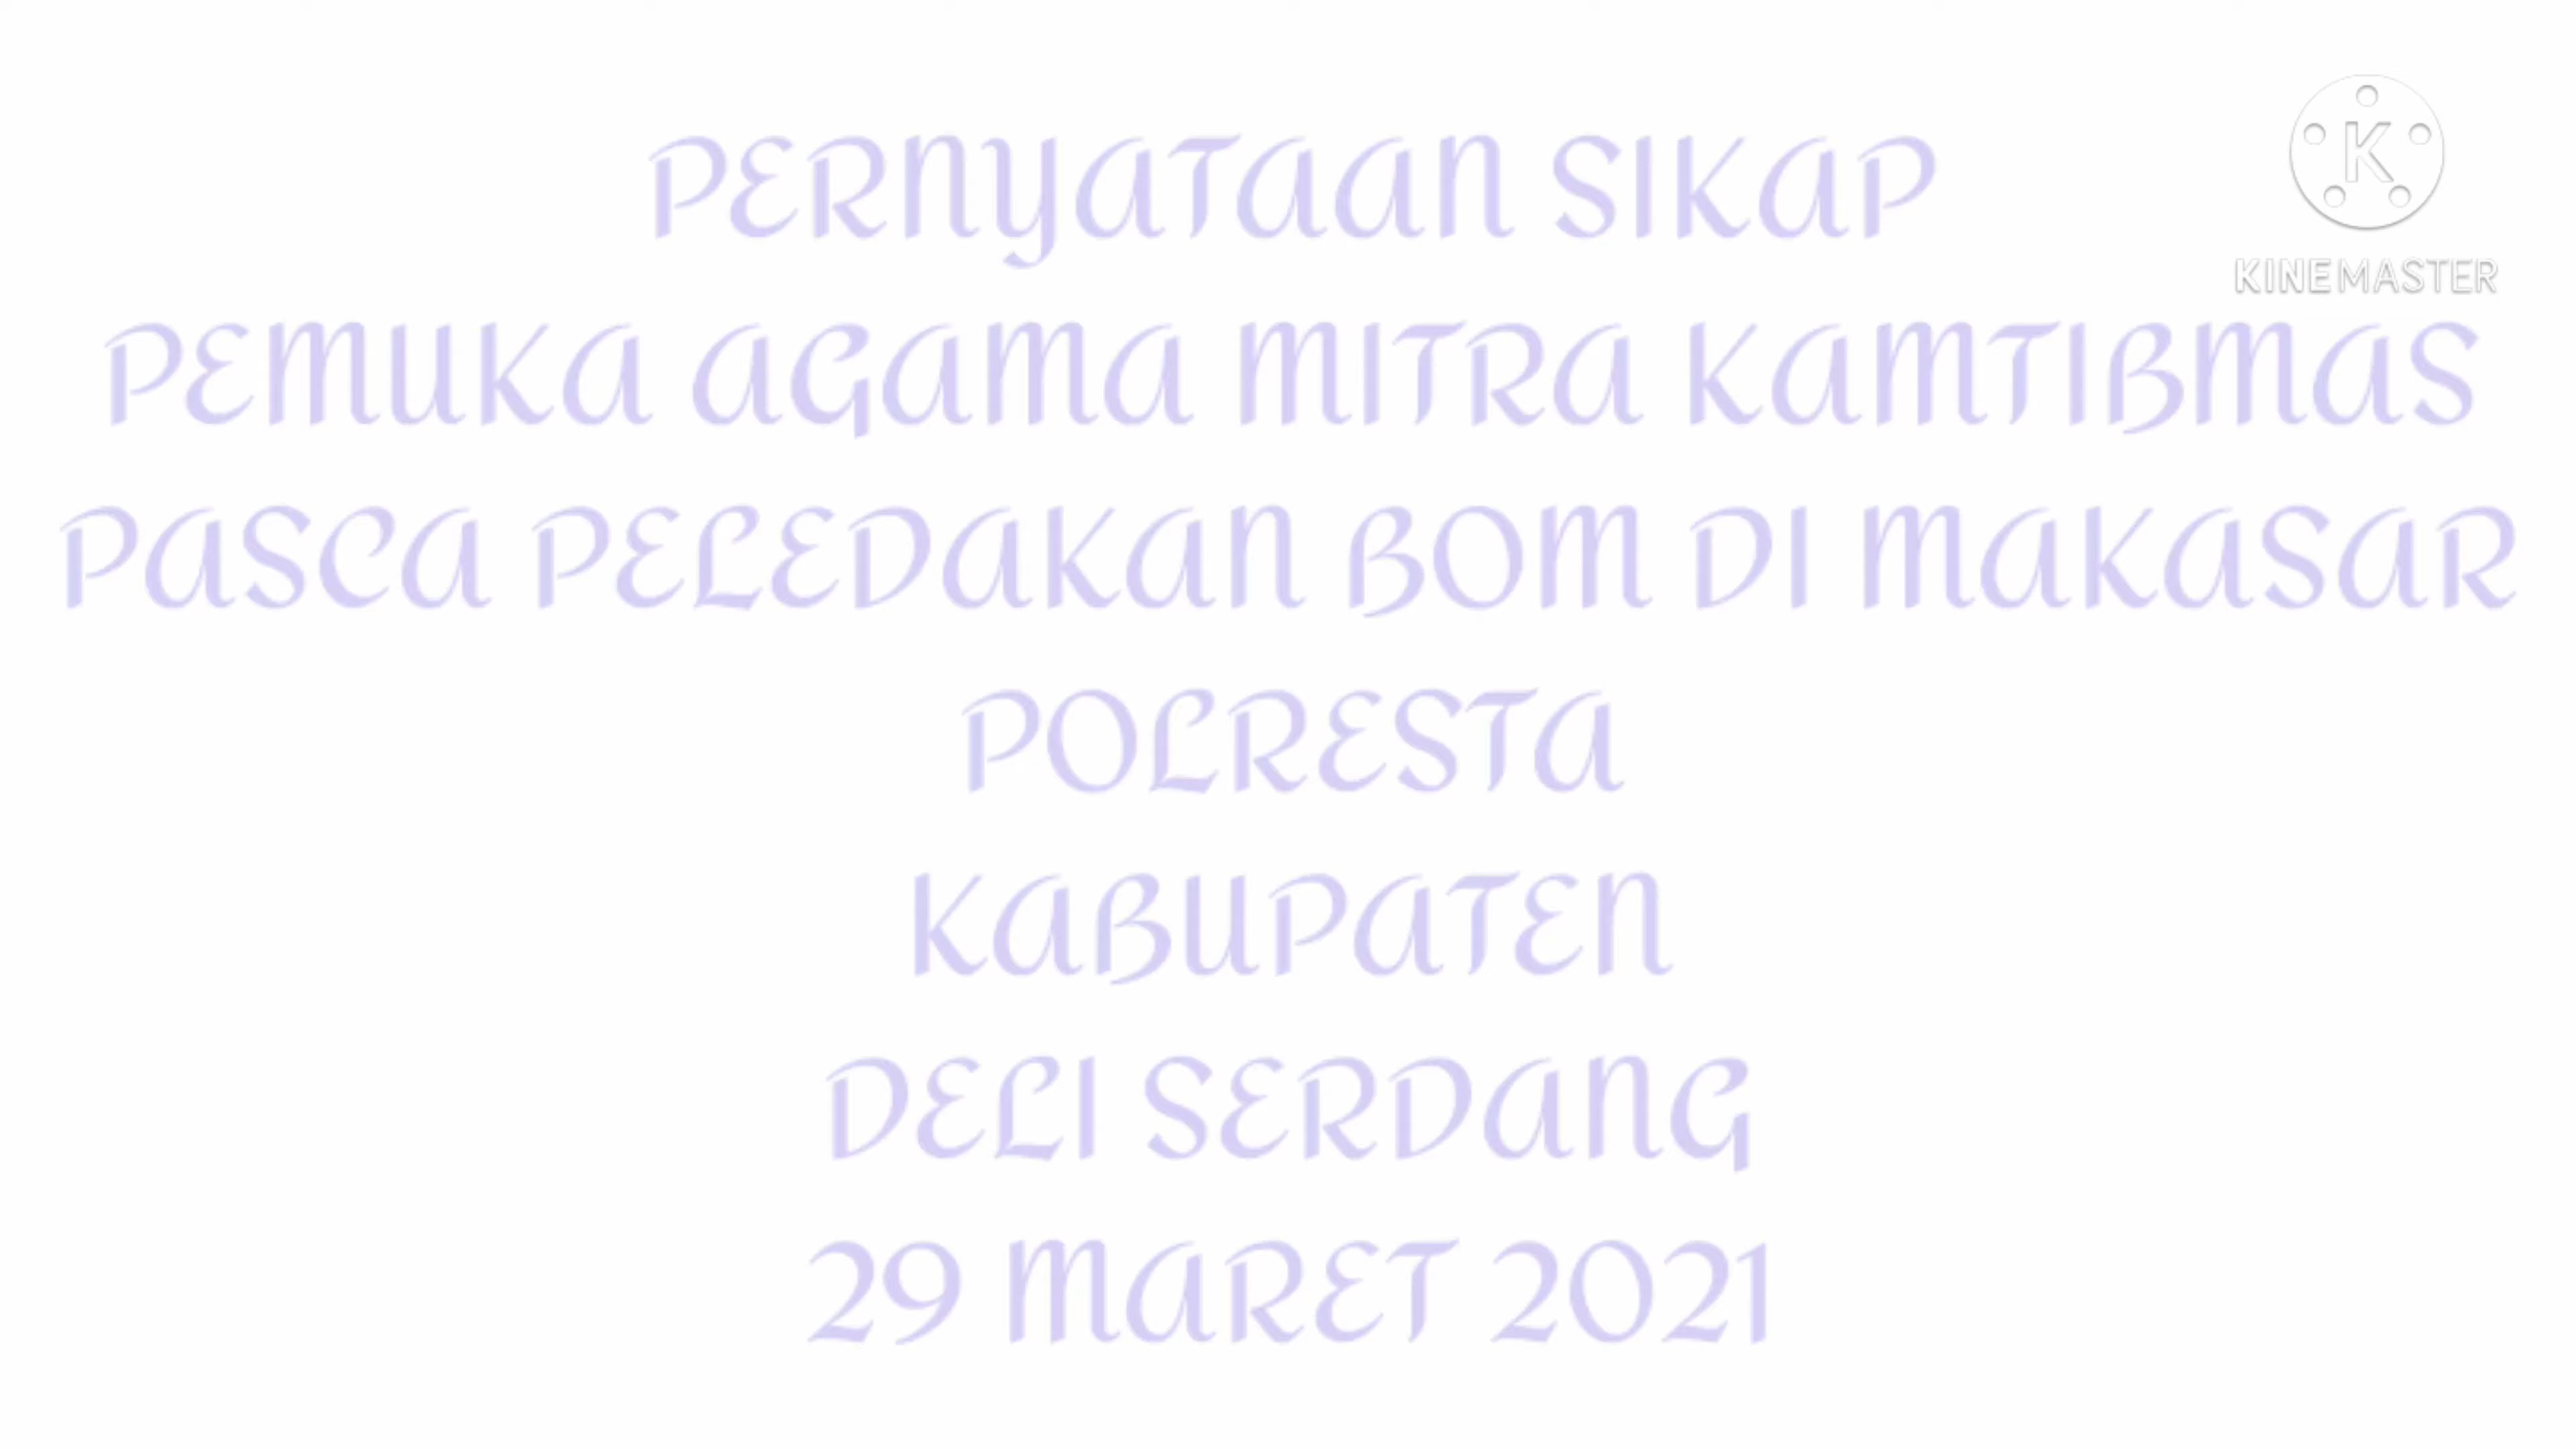 PERNYATAAN SIKAP
KINEMASTER
PEMUKA AGAMA MITRA KAMTIBMAS
PASCA PELEDAKAN BOM DI MAKASAR
POLRESTA
KABUPATEN
DELI SERDANG
29 MARET 2021